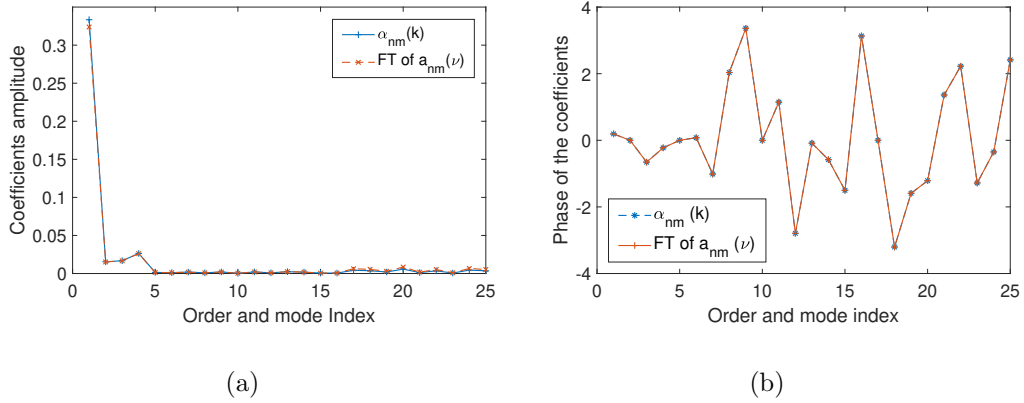 Coefficients amplitude
0.3
0.25
0.2
0.15
0.1
0.05
0
α_nm(k)
FT of a_nm(ν)
0 5 10 15 20 25
Order and mode Index
(a)
Phase of the coefficients
4
2
0
-2
-4
α_nm (k)
FT of a_nm (ν)
0 5 10 15 20 25
Order and mode index
(b)